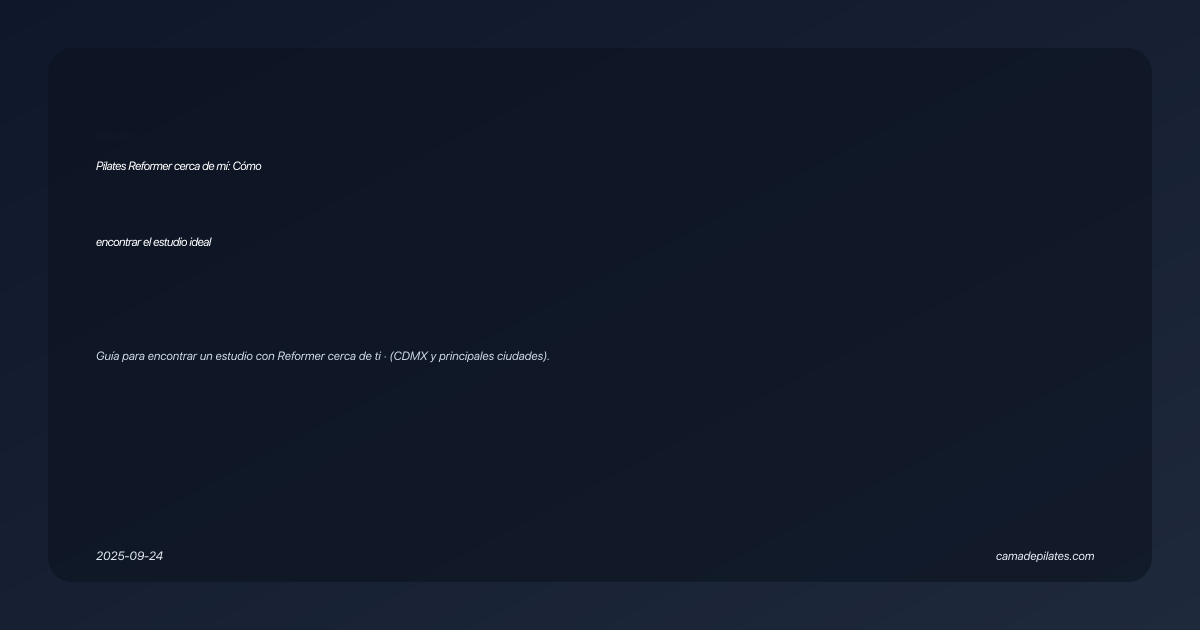 Pilates Reformer cerca de mí: Cómo
encontrar el estudio ideal
Guía para encontrar un estudio con Reformer cerca de ti · (CDMX y principales ciudades).
2025-09-24
camadepilates.com